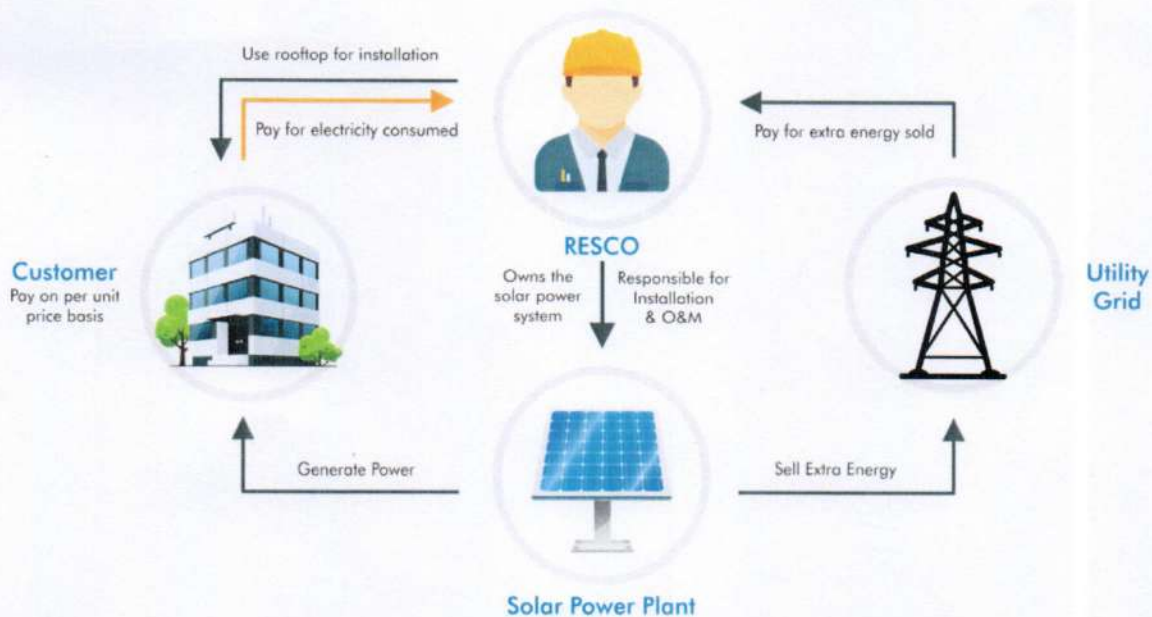 Use rooftop for installation
Pay for electricity consumed
Pay for extra energy sold
RESCO
Owns the
solar power
system
Responsible for
Installation
& O&M
Customer
Pay on per unit
price basis
Utility
Grid
Generate Power
Sell Extra Energy
Solar Power Plant